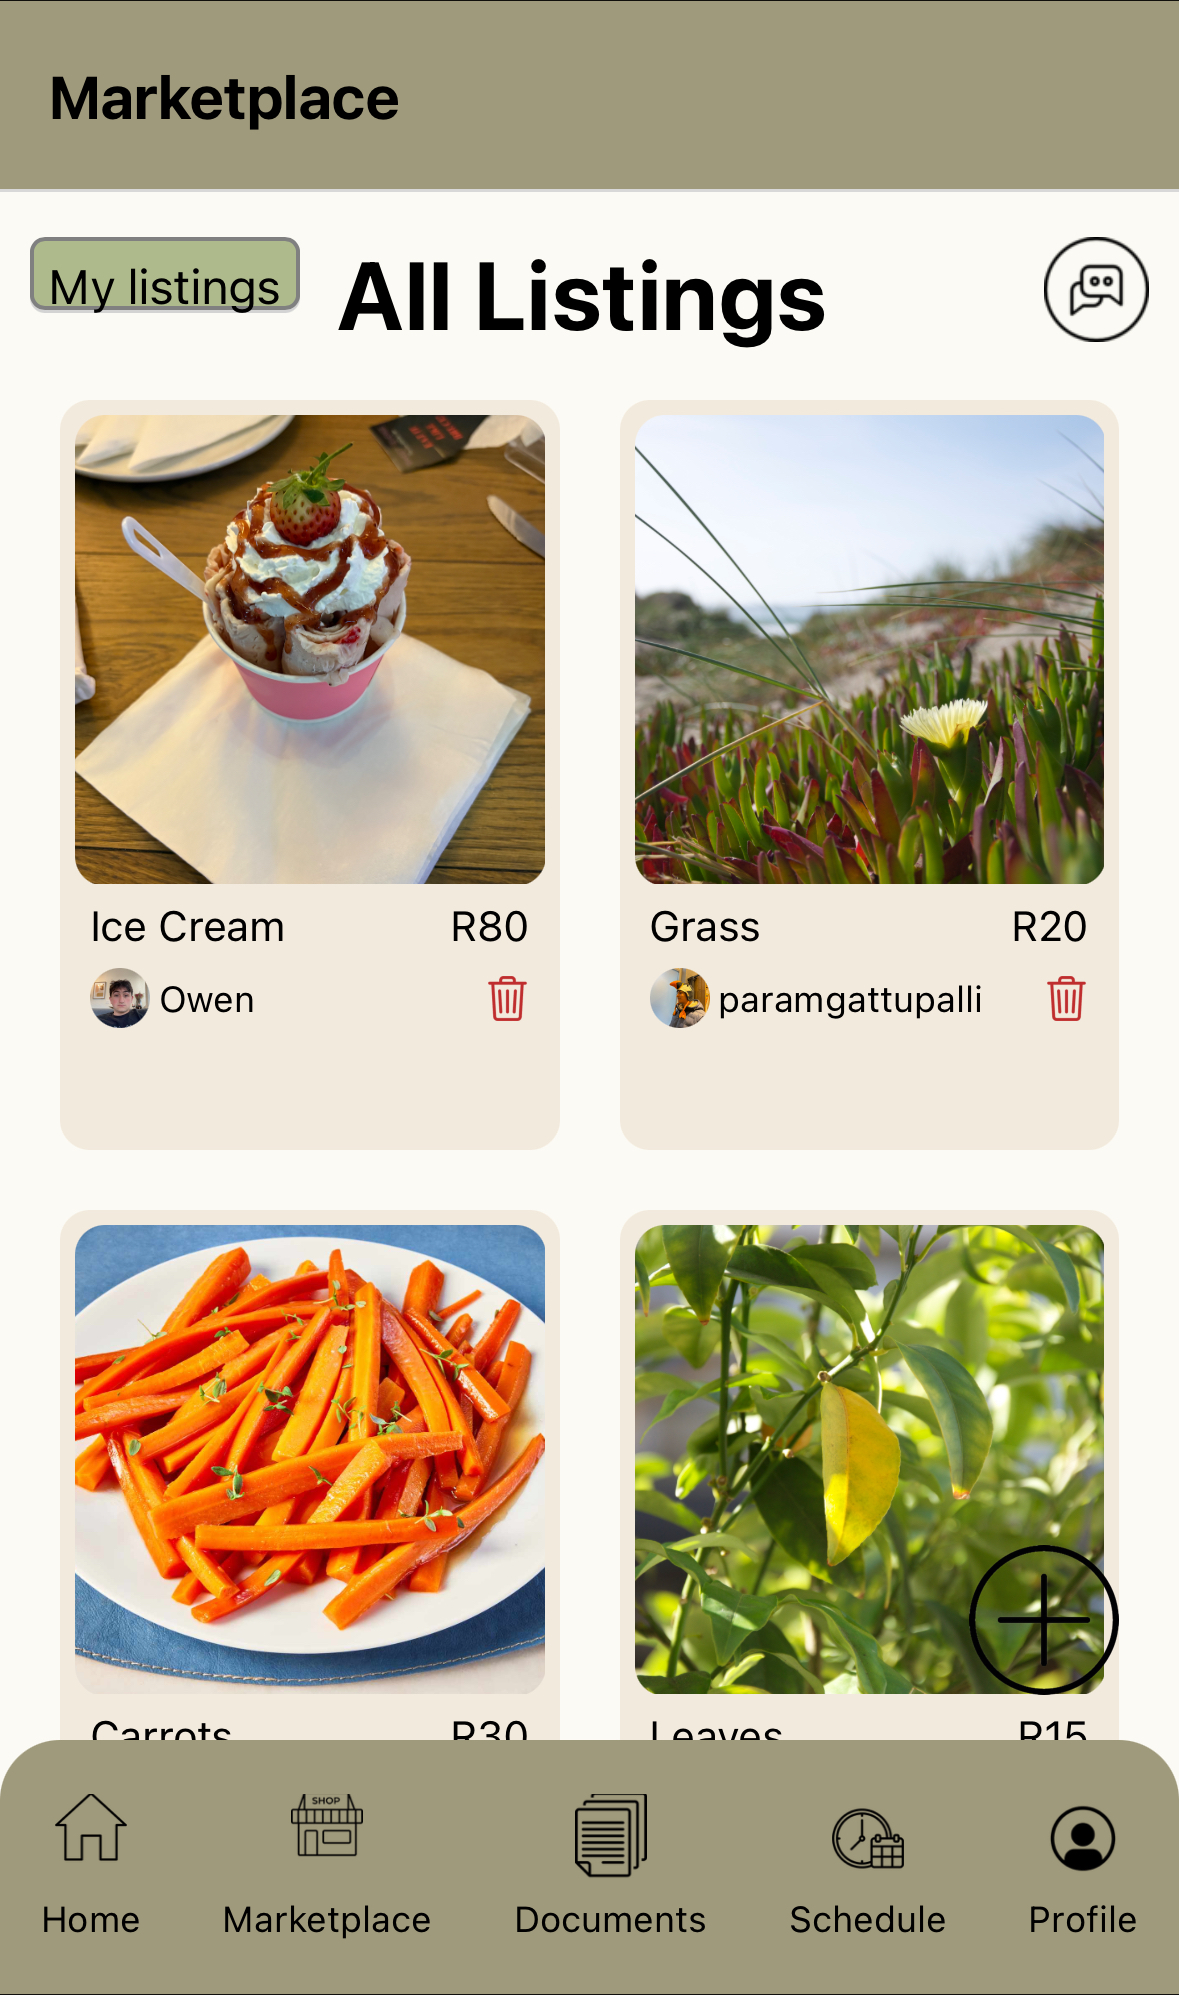 Marketplace
My listings
All Listings
Ice Cream R80
Owen
Grass R20
paramgattupalli
Carrots R30
Leaves R15
SHOP
Home
Marketplace
Documents
Schedule
Profile